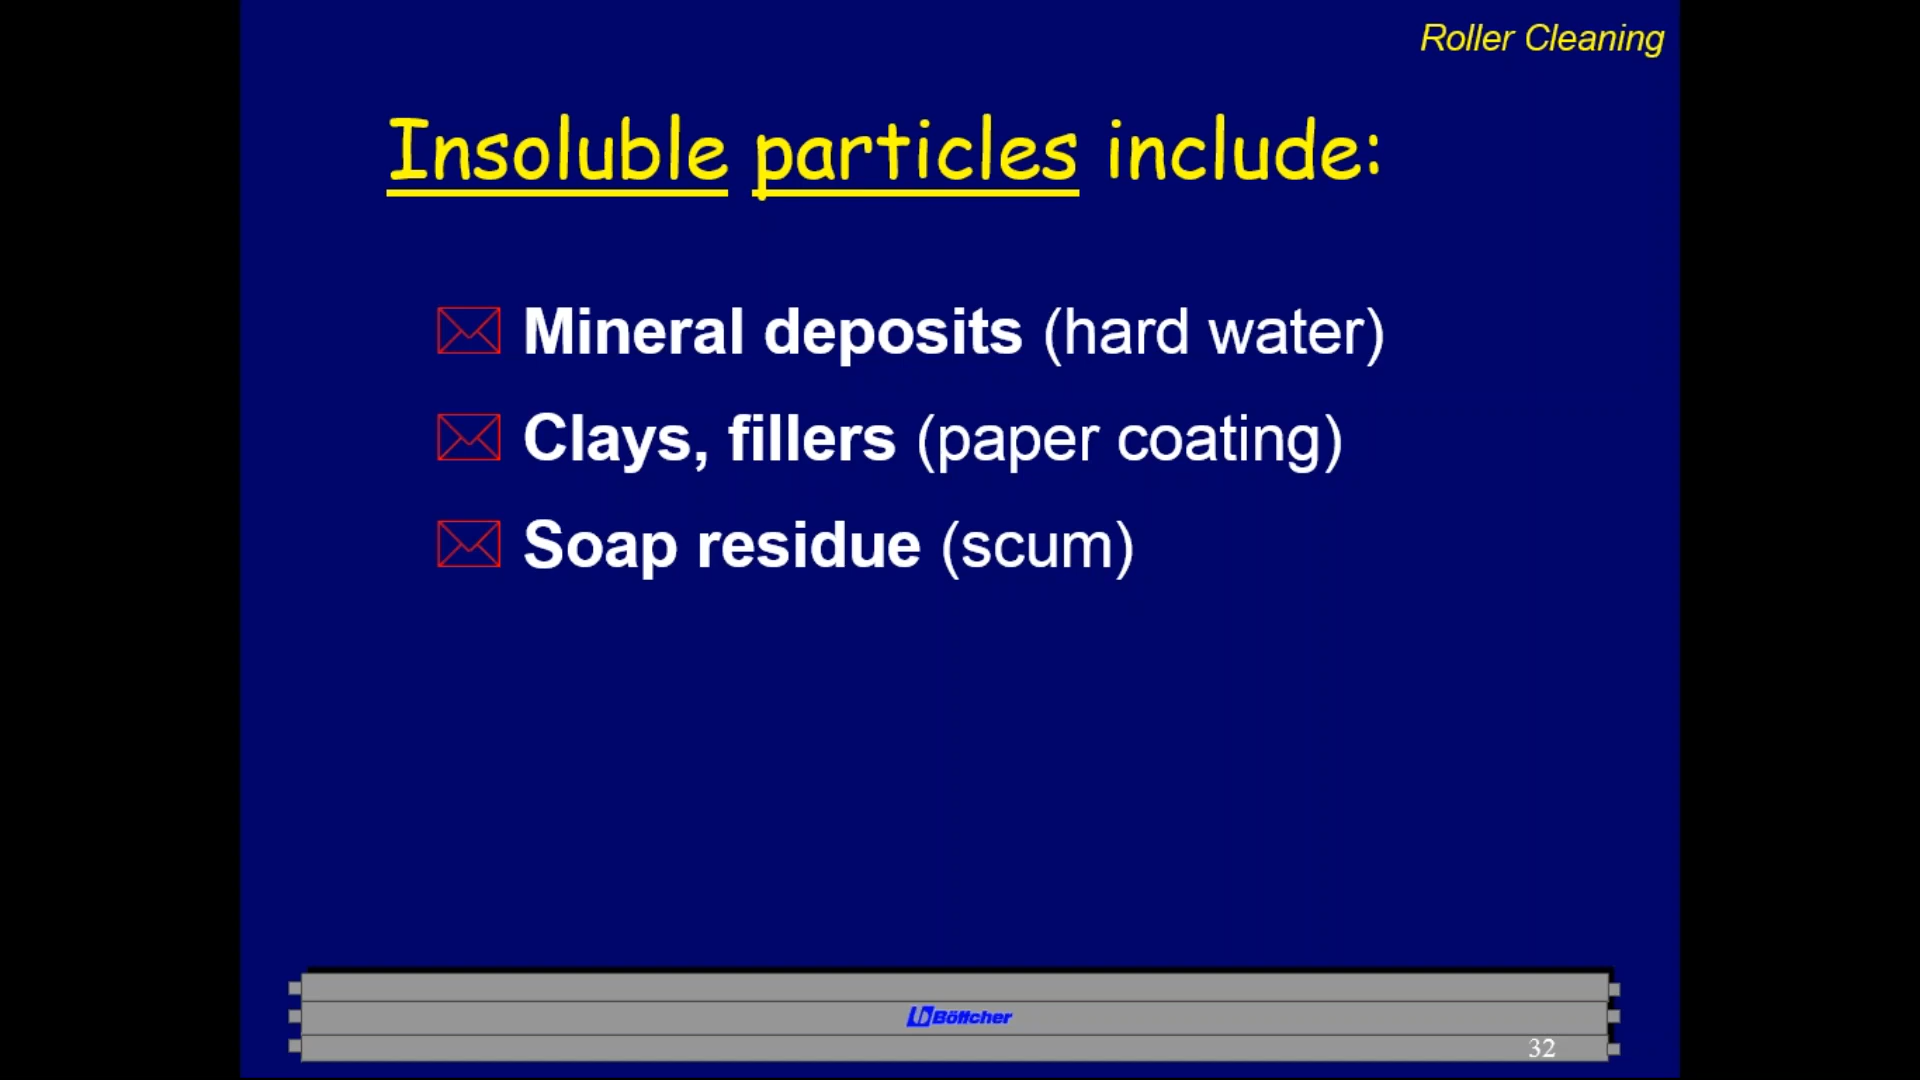 Roller Cleaning
Insoluble particles include:
Mineral deposits (hard water)
Clays, fillers (paper coating)
Soap residue (scum)
Böttcher
32